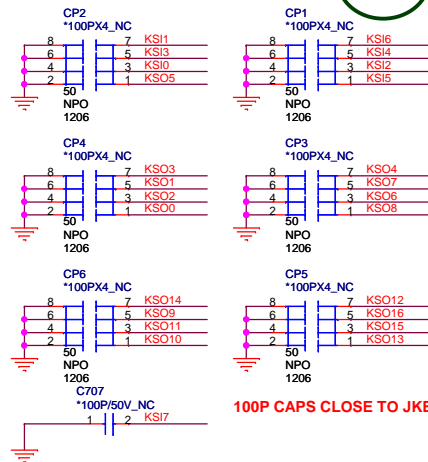 CP2
*100PX4_NC
8 7 KSI1
6 5 KSI3
4 3 KSI0
2 1 KSO5
50
NPO
1206
CP1
*100PX4_NC
8 7 KSI6
6 5 KSI4
4 3 KSI2
2 1 KSI5
50
NPO
1206
CP4
*100PX4_NC
8 7 KSO3
6 5 KSO1
4 3 KSO2
2 1 KSO0
50
NPO
1206
CP3
*100PX4_NC
8 7 KSO4
6 5 KSO7
4 3 KSO6
2 1 KSO8
50
NPO
1206
CP6
*100PX4_NC
8 7 KSO14
6 5 KSO9
4 3 KSO11
2 1 KSO10
50
NPO
1206
CP5
*100PX4_NC
8 7 KSO12
6 5 KSO16
4 3 KSO15
2 1 KSO13
50
NPO
1206
C707
*100P/50V_NC
1 2 KSI7
100P CAPS CLOSE TO